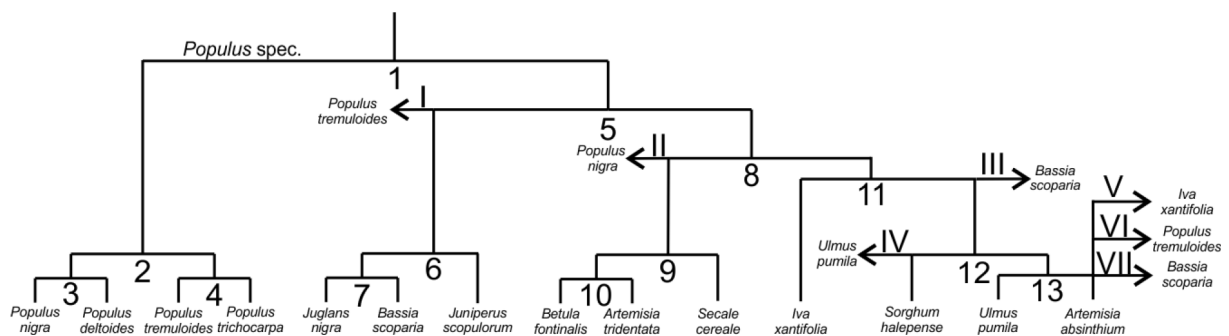 Populus spec.
1
I
Populus
tremuloides
5
II
Populus
nigra
8
III
Bassia
scoparia
11
V
Iva
xantifolia
IV
Ulmus
pumila
VI
Populus
tremuloides
2
6
9
12
VII
Bassia
scoparia
3
4
7
10
13
Populus
nigra
Populus
deltoides
Populus
tremuloides
Populus
trichocarpa
Juglans
nigra
Bassia
scoparia
Juniperus
scopulorum
Betula
fontinalis
Artemisia
tridentata
Secale
cereale
Iva
xantifolia
Sorghum
halepense
Ulmus
pumila
Artemisia
absinthium